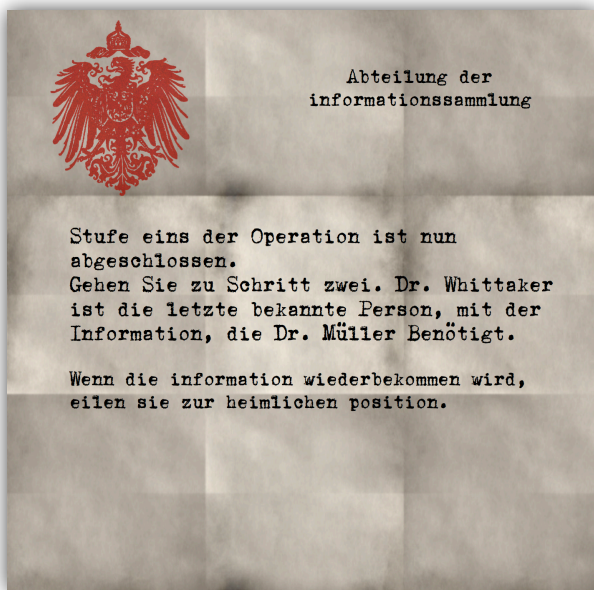 Abteilung der
informationssammlung
Stufe eins der Operation ist nun
abgeschlossen.
Gehen Sie zu Schritt zwei. Dr. Whittaker
ist die letzte bekannte Person, mit der
Information, die Dr. Müller Benötigt.
Wenn die information wiederbekommen wird,
eilen sie zur heimlichen position.